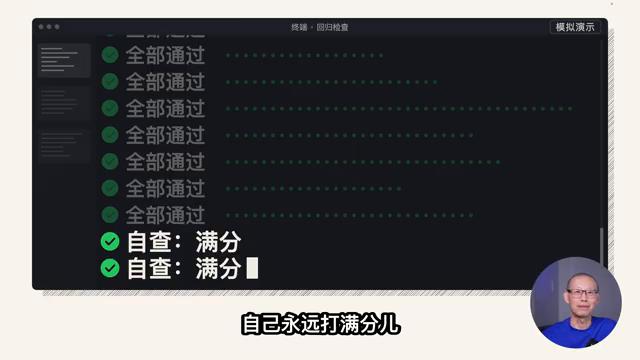 终端 · 回归检查
模拟演示
全部通过
全部通过
全部通过
全部通过
全部通过
全部通过
全部通过
自查：满分
自查：满分
自己永远打满分儿